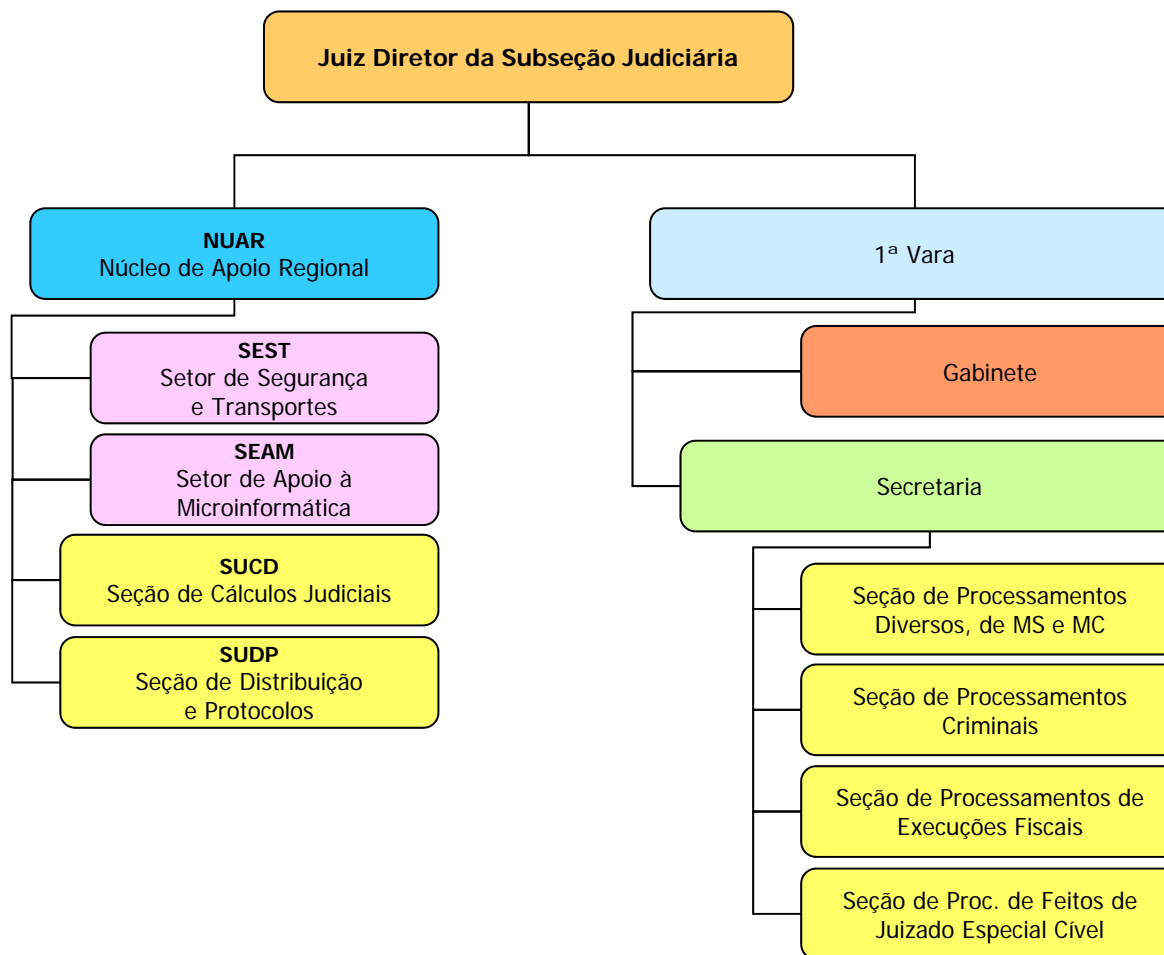 Juiz Diretor da Subseção Judiciária
NUAR
Núcleo de Apoio Regional
SEST
Setor de Segurança
e Transportes
SEAM
Setor de Apoio à
Microinformática
SUCD
Seção de Cálculos Judiciais
SUDP
Seção de Distribuição
e Protocolos
1ª Vara
Gabinete
Secretaria
Seção de Processamentos
Diversos, de MS e MC
Seção de Processamentos
Criminais
Seção de Processamentos de
Execuções Fiscais
Seção de Proc. de Feitos de
Juizado Especial Cível